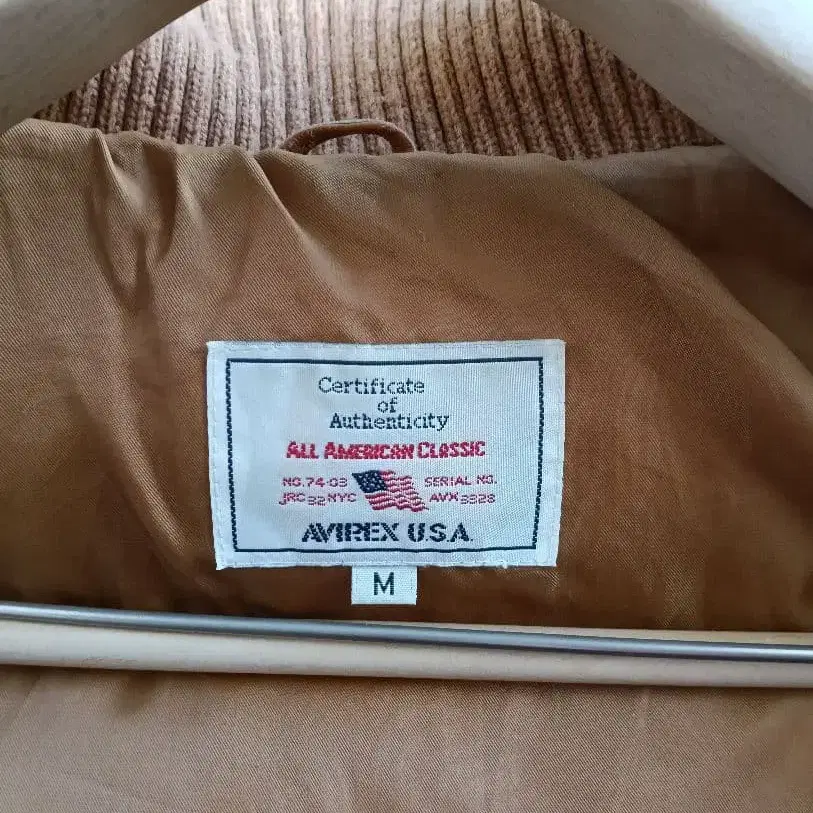 Certificate
of
Authenticity
ALL AMERICAN CLASSIC
NO.74-03 SERIAL NO.
JRC 32 NYC AVX 3328
AVIREX U.S.A.
M